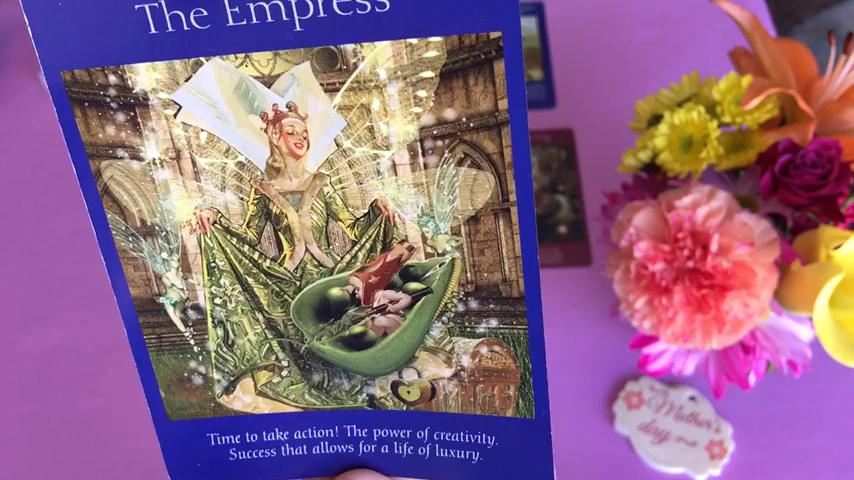 The Empress
Time to take action! The power of creativity.
Success that allows for a life of luxury.
Mother's
day